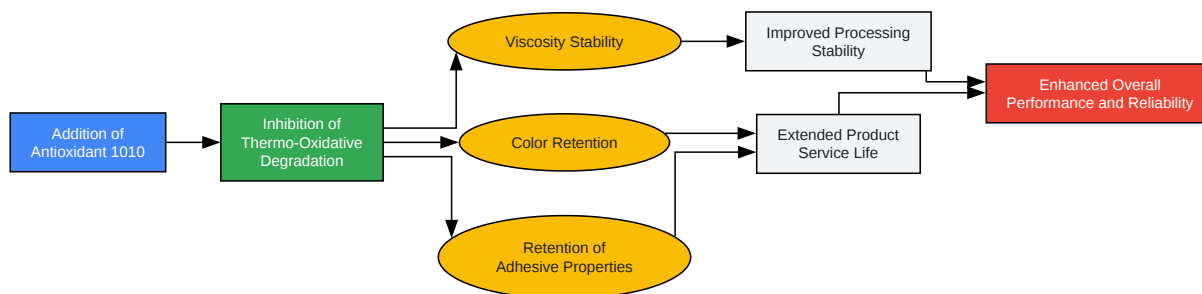 Addition of
Antioxidant 1010
Inhibition of
Thermo-Oxidative
Degradation
Viscosity Stability
Color Retention
Retention of
Adhesive Properties
Improved Processing
Stability
Extended Product
Service Life
Enhanced Overall
Performance and Reliability